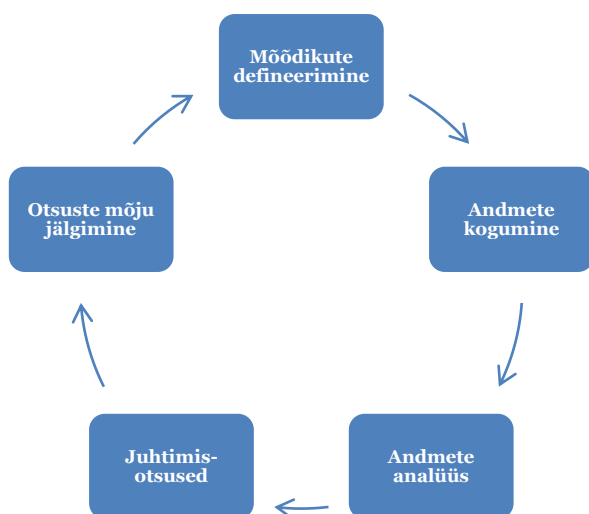 Mõõdikute
defineerimine
Andmete
kogumine
Andmete
analüüs
Juhtimis-
otsused
Otsuste mõju
jälgimine